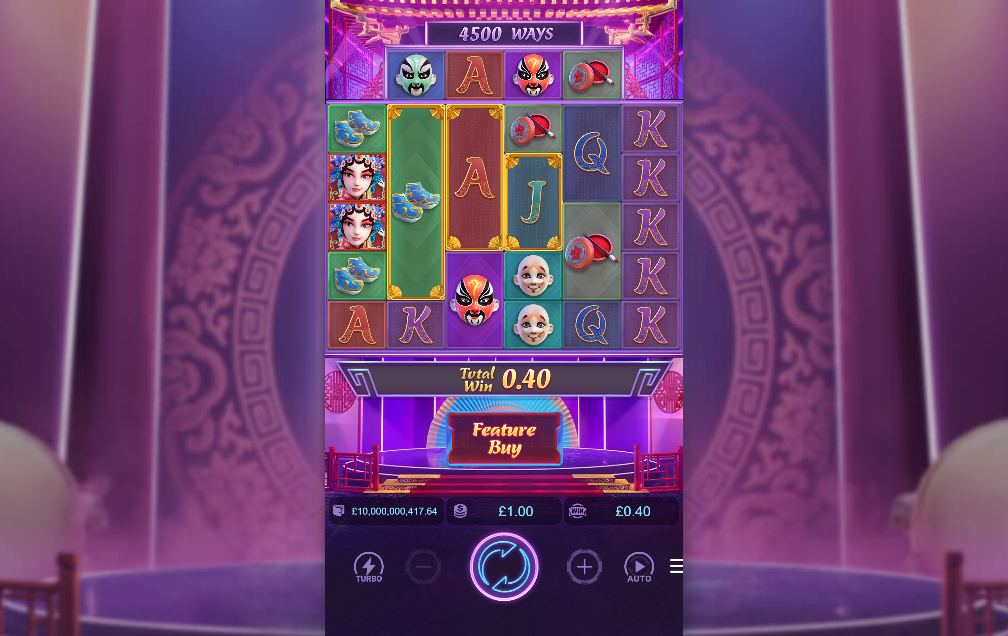 4500 WAYS
A
K
A
Q
K
J
K
K
A K Q K
Total Win 0.40
Feature
Buy
£10,000,000,417.64 £1.00 WIN £0.40
TURBO AUTO